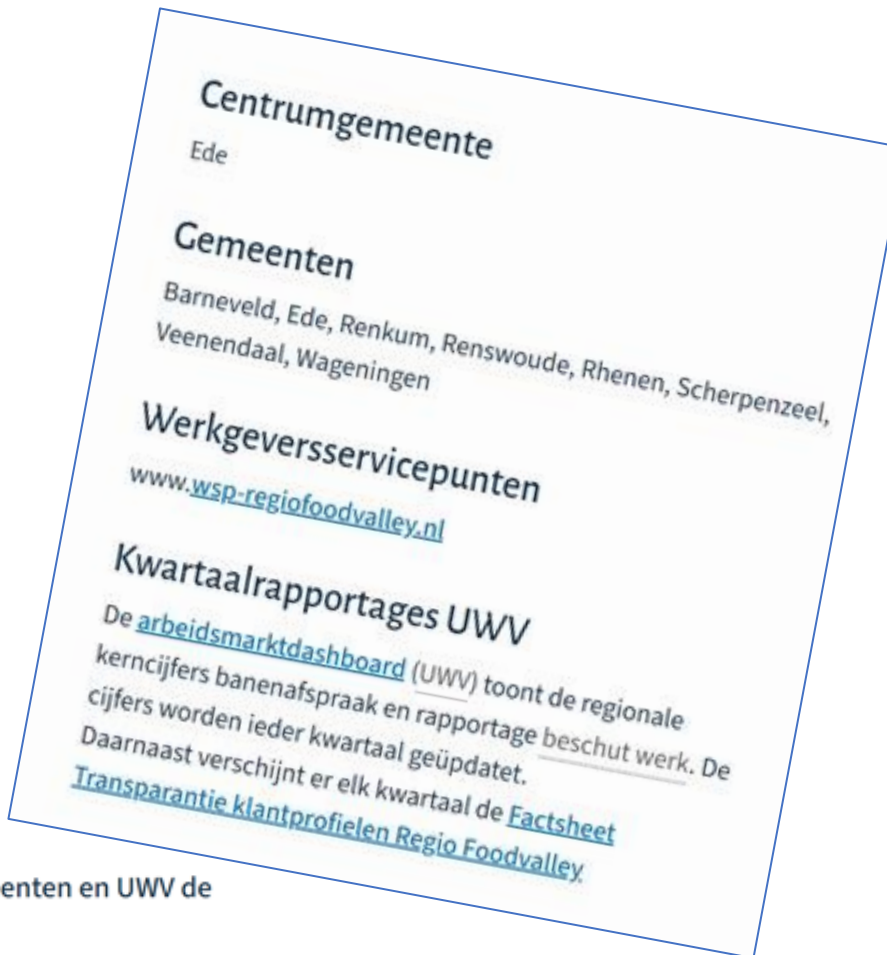 Centrumgemeente
Ede
Gemeenten
Barneveld, Ede, Renkum, Renswoude, Rhenen, Scherpenzeel,
Veenendaal, Wageningen
Werkgeversservicepunten
www.wsp-regiofoodvalley.nl
Kwartaalrapportages UWV
De arbeidsmarktdashboard (UWV) toont de regionale
kerncijfers banenafspraak en rapportage beschut werk. De
cijfers worden ieder kwartaal geüpdatet.
Daarnaast verschijnt er elk kwartaal de Factsheet
Transparantie klantprofielen Regio Foodvalley
enten en UWV de